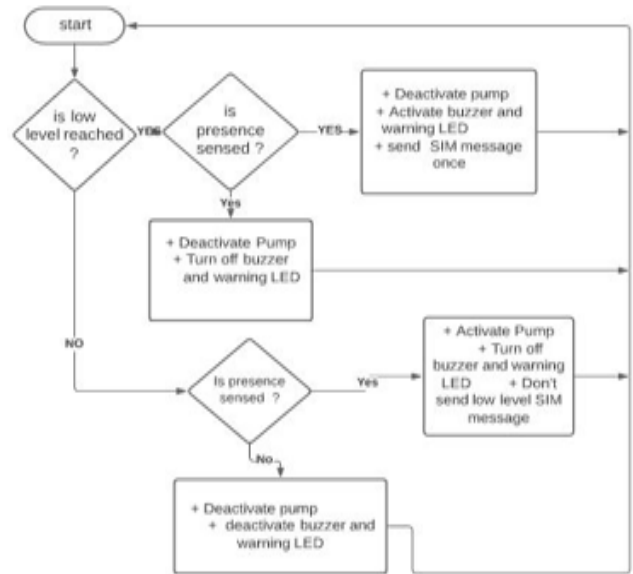 start
is low
level reached
?
YES
is
presence
sensed ?
YES
+ Deactivate pump
+ Activate buzzer and
warning LED
+ send SIM message
once
Yes
+ Deactivate Pump
+ Turn off buzzer
and warning LED
NO
Is presence
sensed ?
Yes
+ Activate Pump
+ Turn off
buzzer and warning
LED + Don't
send low level SIM
message
No
+ Deactivate pump
+ deactivate buzzer and
warning LED